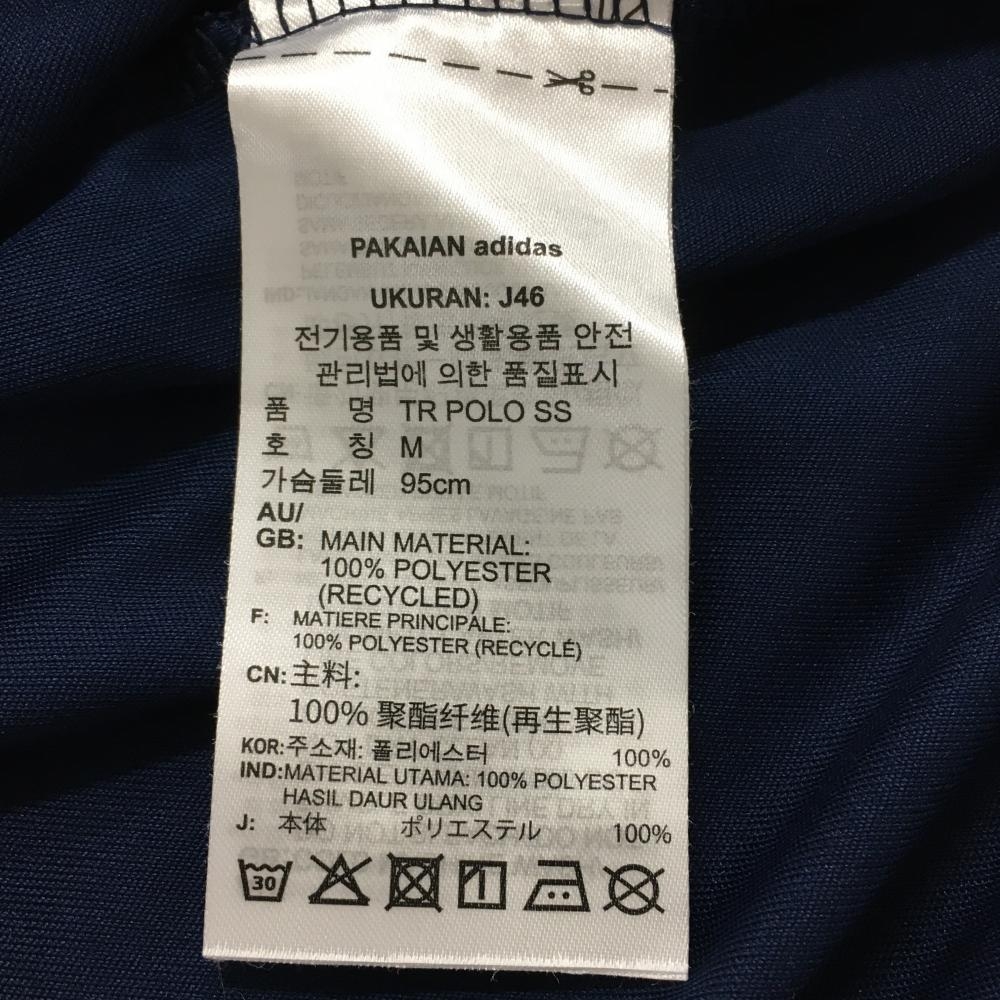 PAKAIAN adidas
UKURAN: J46
전기용품 및 생활용품 안전
관리법에 의한 품질표시
품 명 TR POLO SS
호 칭 M
가슴둘레 95cm
AU/
GB: MAIN MATERIAL:
100% POLYESTER
(RECYCLED)
F: MATIERE PRINCIPALE:
100% POLYESTER (RECYCLÉ)
CN: 主料:
100% 聚酯纤维(再生聚酯)
KOR: 주소재: 폴리에스터 100%
IND: MATERIAL UTAMA: 100% POLYESTER
HASIL DAUR ULANG
J: 本体 ポリエステル 100%
30